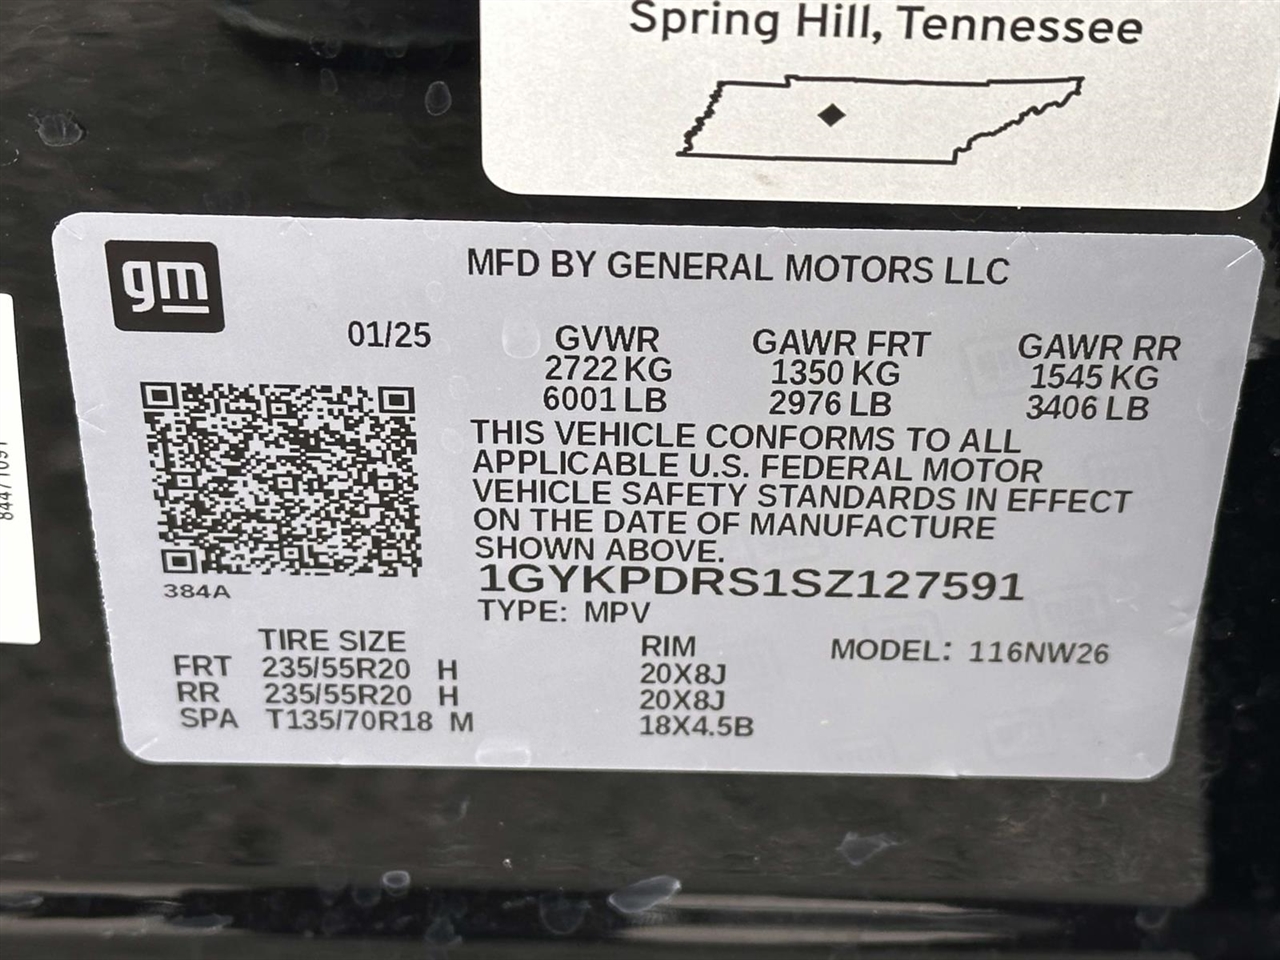 Spring Hill, Tennessee
gm
MFD BY GENERAL MOTORS LLC
01/25
GVWR GAWR FRT GAWR RR
2722 KG 1350 KG 1545 KG
6001 LB 2976 LB 3406 LB
THIS VEHICLE CONFORMS TO ALL
APPLICABLE U.S. FEDERAL MOTOR
VEHICLE SAFETY STANDARDS IN EFFECT
ON THE DATE OF MANUFACTURE
SHOWN ABOVE.
384A
1GYKPDRS1SZ127591
TYPE: MPV
TIRE SIZE RIM MODEL: 116NW26
FRT 235/55R20 H 20X8J
RR 235/55R20 H 20X8J
SPA T135/70R18 M 18X4.5B